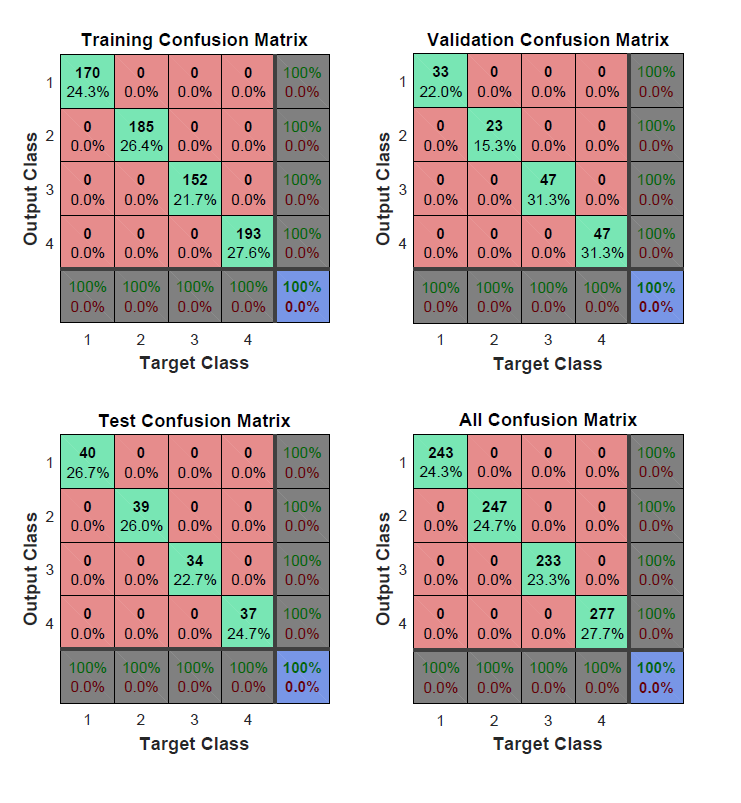 Training Confusion Matrix
1 170 0 0 0 100%
24.3% 0.0% 0.0% 0.0% 0.0%
2 0 185 0 0 100%
0.0% 26.4% 0.0% 0.0% 0.0%
3 0 0 152 0 100%
0.0% 0.0% 21.7% 0.0% 0.0%
4 0 0 0 193 100%
0.0% 0.0% 0.0% 27.6% 0.0%
100% 100% 100% 100% 100%
0.0% 0.0% 0.0% 0.0% 0.0%
1 2 3 4
Target Class
Output Class
Validation Confusion Matrix
1 33 0 0 0 100%
22.0% 0.0% 0.0% 0.0% 0.0%
2 0 23 0 0 100%
0.0% 15.3% 0.0% 0.0% 0.0%
3 0 0 47 0 100%
0.0% 0.0% 31.3% 0.0% 0.0%
4 0 0 0 47 100%
0.0% 0.0% 0.0% 31.3% 0.0%
100% 100% 100% 100% 100%
0.0% 0.0% 0.0% 0.0% 0.0%
1 2 3 4
Target Class
Output Class
Test Confusion Matrix
1 40 0 0 0 100%
26.7% 0.0% 0.0% 0.0% 0.0%
2 0 39 0 0 100%
0.0% 26.0% 0.0% 0.0% 0.0%
3 0 0 34 0 100%
0.0% 0.0% 22.7% 0.0% 0.0%
4 0 0 0 37 100%
0.0% 0.0% 0.0% 24.7% 0.0%
100% 100% 100% 100% 100%
0.0% 0.0% 0.0% 0.0% 0.0%
1 2 3 4
Target Class
Output Class
All Confusion Matrix
1 243 0 0 0 100%
24.3% 0.0% 0.0% 0.0% 0.0%
2 0 247 0 0 100%
0.0% 24.7% 0.0% 0.0% 0.0%
3 0 0 233 0 100%
0.0% 0.0% 23.3% 0.0% 0.0%
4 0 0 0 277 100%
0.0% 0.0% 0.0% 27.7% 0.0%
100% 100% 100% 100% 100%
0.0% 0.0% 0.0% 0.0% 0.0%
1 2 3 4
Target Class
Output Class